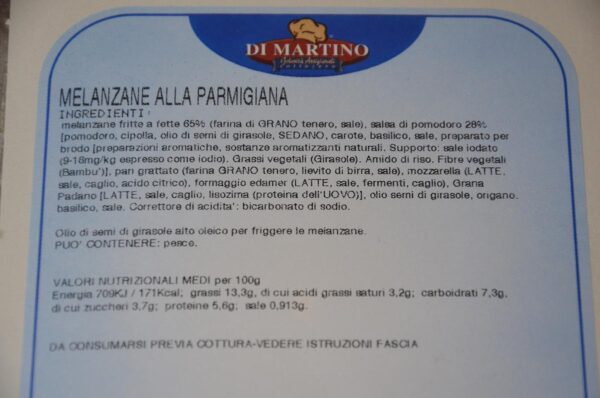 DI MARTINO
MELANZANE ALLA PARMIGIANA
INGREDIENTI:
melanzane fritte a fette 65% (farina di GRANO tenero, sale), salsa di pomodoro 28%
[pomodoro, cipolla, olio di semi di girasole, SEDANO, carote, basilico, sale, preparato per
brodo [preparazioni aromatiche, sostanze aromatizzanti naturali. Supporto: sale iodato
(9-18mg/kg espresso come iodio). Grassi vegetali (Girasole). Amido di riso. Fibre vegetali
(Bambu')], pan grattato (farina GRANO tenero, lievito di birra, sale), mozzarella (LATTE,
sale, caglio, acido citrico), formaggio edamer (LATTE, sale, fermenti, caglio), Grana
Padano [LATTE, sale, caglio, lisozima (proteina dell'UOVO)], olio semi di girasole, origano,
basilico, sale. Correttore di acidita': bicarbonato di sodio.
Olio di semi di girasole alto oleico per friggere le melanzane.
PUO' CONTENERE: pesce.
VALORI NUTRIZIONALI MEDI per 100g
Energia 709KJ / 171Kcal; grassi 13,3g, di cui acidi grassi saturi 3,2g; carboidrati 7,3g,
di cui zuccheri 3,7g; proteine 5,6g; sale 0,913g.
DA CONSUMARSI PREVIA COTTURA-VEDERE ISTRUZIONI FASCIA